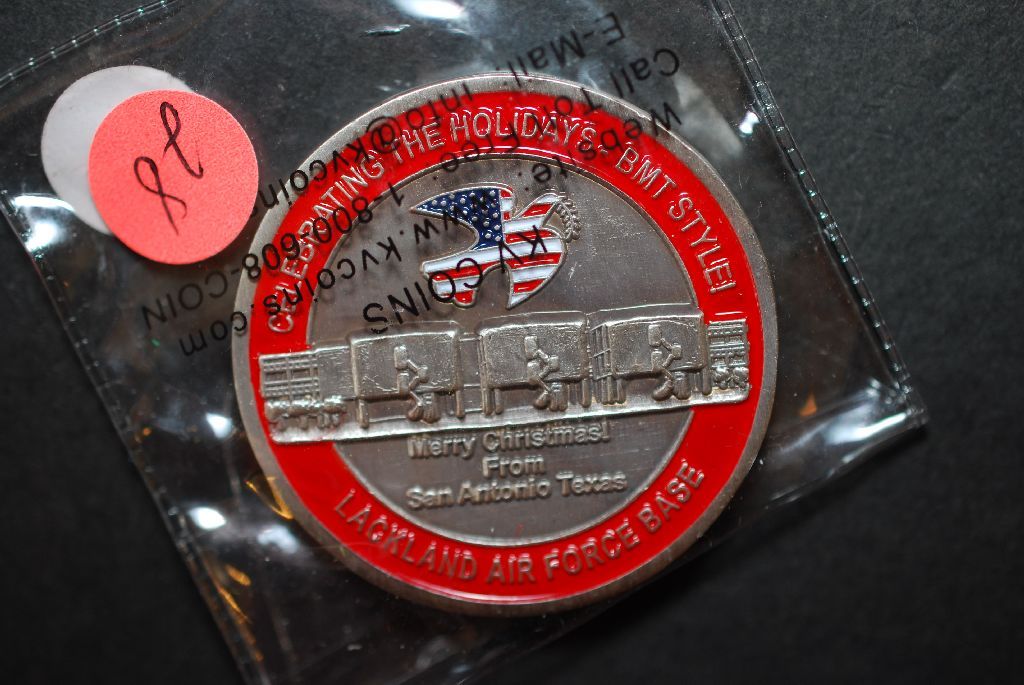 CELEBRATING THE HOLIDAYS, BMT STYLE!
Merry Christmas!
From
San Antonio Texas
LACKLAND AIR FORCE BASE
KV COINS
Website: www.kvcoins.com
Call Toll Free: 1-800-608-COIN
E-Mail: info@kvcoins